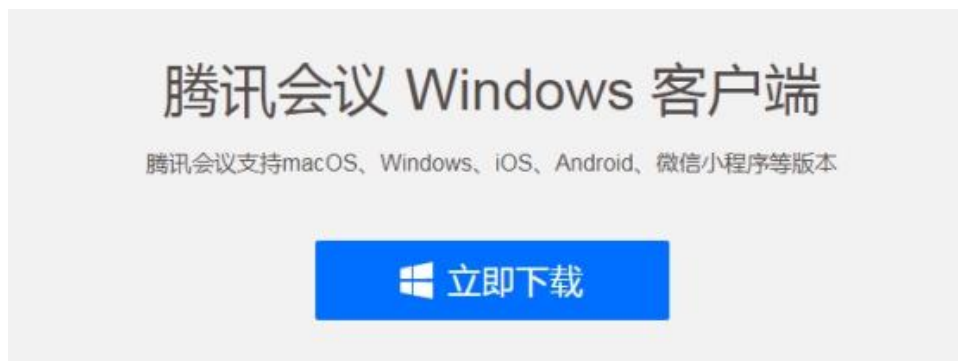 腾讯会议 Windows 客户端
腾讯会议支持macOS、Windows、iOS、Android、微信小程序等版本
立即下载